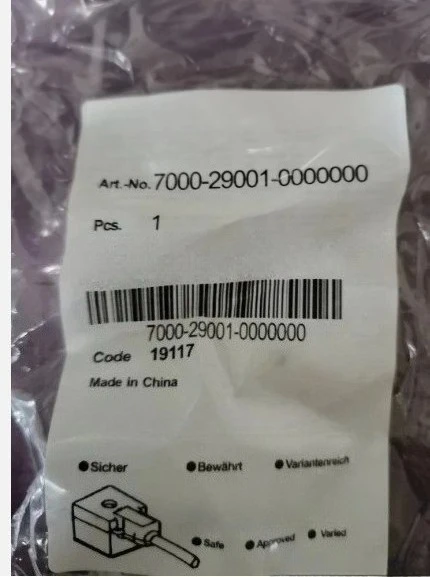 Art.-No. 7000-29001-0000000
Pcs. 1
7000-29001-0000000
Code 19117
Made in China
●Sicher ●Bewährt ●Variantenreich
●Safe ●Approved ●Varied